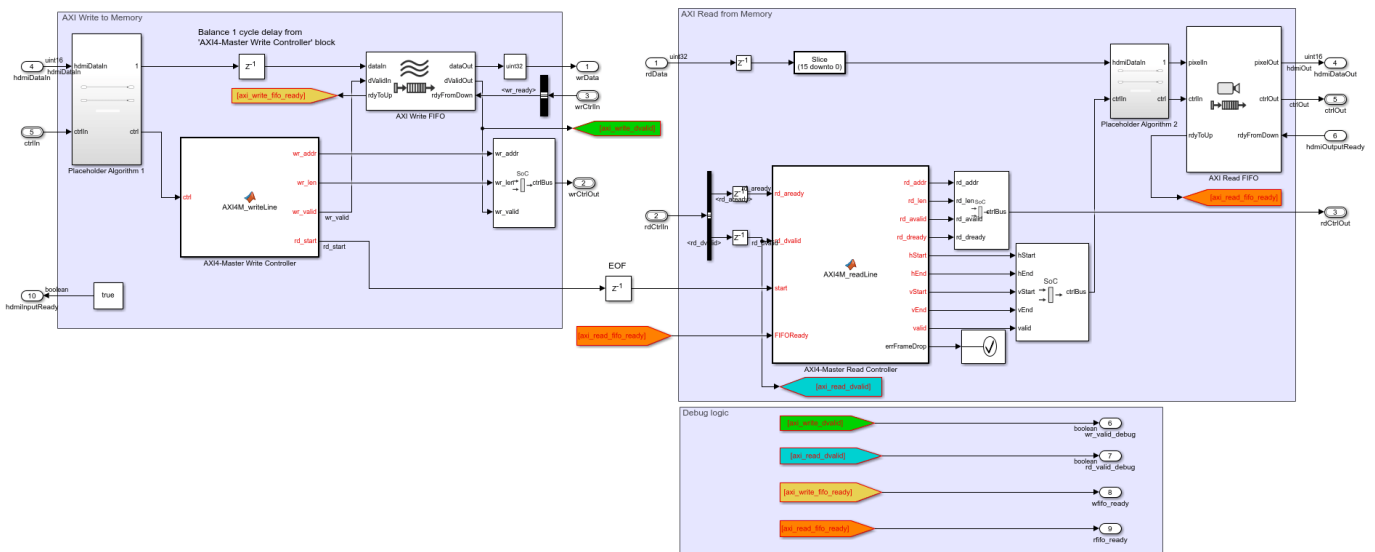 AXI Write to Memory
Balance 1 cycle delay from
'AXI4-Master Write Controller' block
4
uint16
hdmiDataIn
hdmiDataIn
hdmiDataIn
1
ctrlIn
ctrl
Placeholder Algorithm 1
5
ctrlIn
z-1
dataIn
dataOut
dValidIn
dValidOut
rdyToUp
rdyFromDown
AXI Write FIFO
uint32
1
wrData
<wr_ready>
3
wrCtrlIn
[axi_write_fifo_ready]
[axi_write_dvalid]
ctrl
AXI4M_writeLine
wr_addr
wr_len
wr_valid
rd_start
wr_valid
rd_start
AXI4-Master Write Controller
wr_addr
wr_len
wr_valid
SoC
ctrlBus
2
wrCtrlOut
10
boolean
hdmiInputReady
true
EOF
z-1
[axi_read_fifo_ready]
AXI Read from Memory
1
uint32
rdData
z-1
Slice
(15 downto 0)
hdmiDataIn
1
ctrlIn
ctrl
Placeholder Algorithm 2
pixelIn
pixelOut
ctrlIn
ctrlOut
rdyToUp
rdyFromDown
AXI Read FIFO
uint16
4
hdmiOut
hdmiDataOut
5
ctrlOut
ctrlOut
6
hdmiOutputReady
[axi_read_fifo_ready]
2
rdCtrlIn
z-1
rd_aready
<rd_aready>
z-1
<rd_dvalid>
rd_dvalid
rd_aready
rd_dvalid
start
FIFOReady
AXI4M_readLine
rd_addr
rd_len
rd_avalid
rd_dready
hStart
hEnd
vStart
vEnd
valid
errFrameDrop
AXI4-Master Read Controller
rd_addr
rd_len
rd_avalid
rd_dready
SoC
ctrlBus
3
rdCtrlOut
hStart
hEnd
vStart
vEnd
valid
SoC
ctrlBus
[axi_read_dvalid]
Debug logic
[axi_write_dvalid]
6
boolean
wr_valid_debug
[axi_read_dvalid]
7
boolean
rd_valid_debug
[axi_write_fifo_ready]
8
wfifo_ready
[axi_read_fifo_ready]
9
rfifo_ready